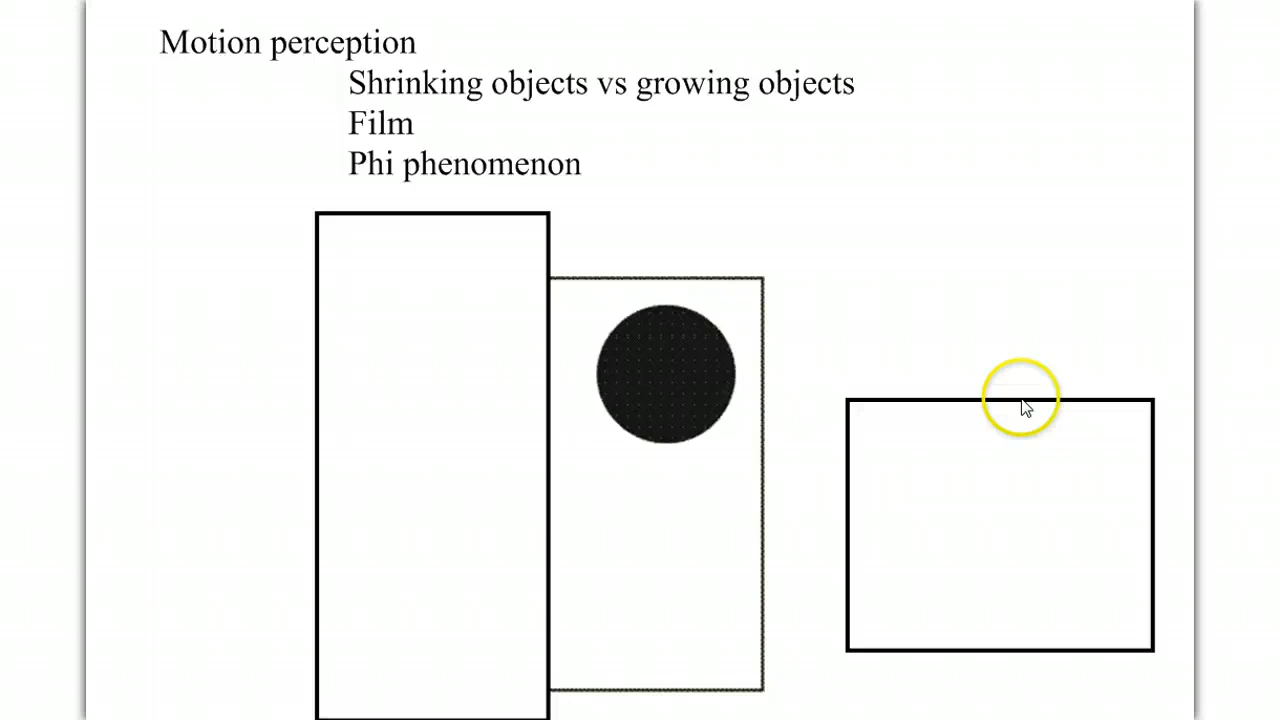 Motion perception
Shrinking objects vs growing objects
Film
Phi phenomenon